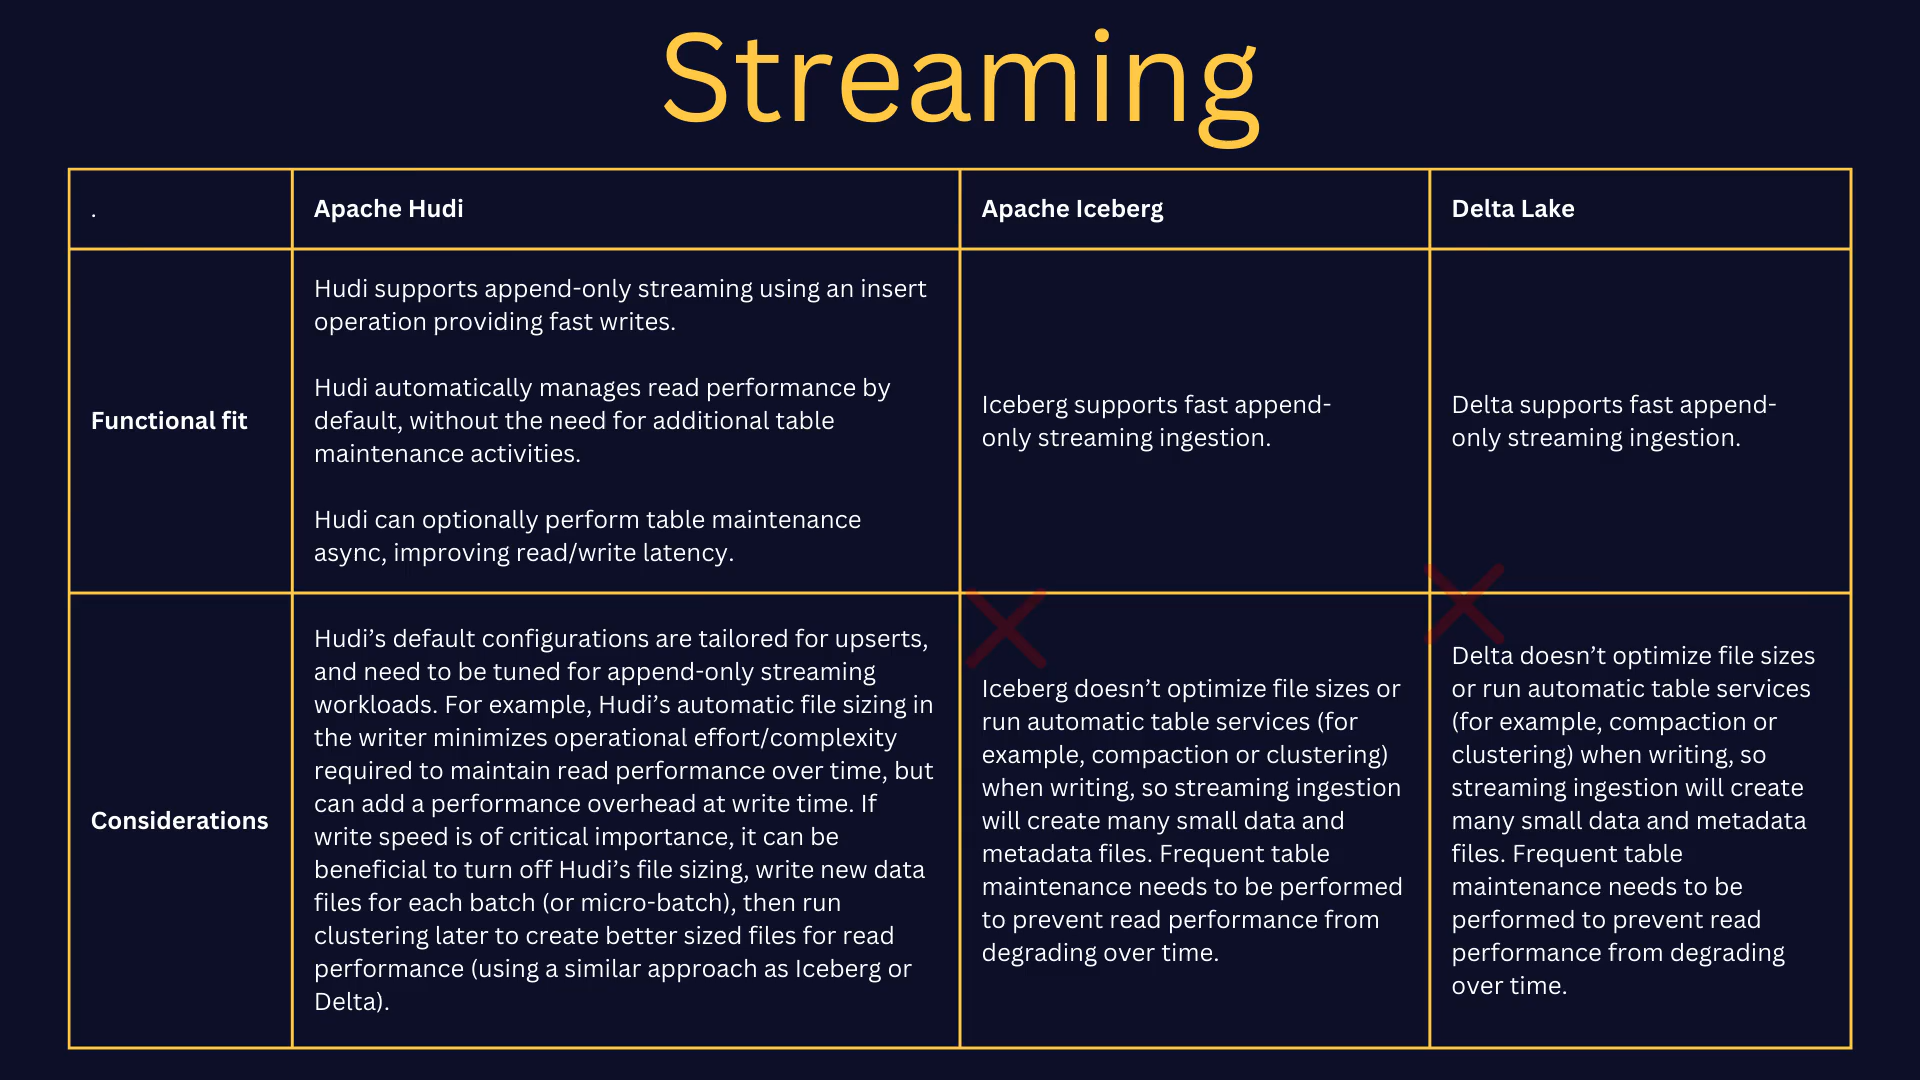 Streaming
.
Apache Hudi
Apache Iceberg
Delta Lake
Functional fit
Hudi supports append-only streaming using an insert
operation providing fast writes.
Hudi automatically manages read performance by
default, without the need for additional table
maintenance activities.
Hudi can optionally perform table maintenance
async, improving read/write latency.
Iceberg supports fast append-
only streaming ingestion.
Delta supports fast append-
only streaming ingestion.
Considerations
Hudi’s default configurations are tailored for upserts,
and need to be tuned for append-only streaming
workloads. For example, Hudi’s automatic file sizing in
the writer minimizes operational effort/complexity
required to maintain read performance over time, but
can add a performance overhead at write time. If
write speed is of critical importance, it can be
beneficial to turn off Hudi’s file sizing, write new data
files for each batch (or micro-batch), then run
clustering later to create better sized files for read
performance (using a similar approach as Iceberg or
Delta).
Iceberg doesn’t optimize file sizes or
run automatic table services (for
example, compaction or clustering)
when writing, so streaming ingestion
will create many small data and
metadata files. Frequent table
maintenance needs to be performed
to prevent read performance from
degrading over time.
Delta doesn’t optimize file sizes
or run automatic table services
(for example, compaction or
clustering) when writing, so
streaming ingestion will create
many small data and metadata
files. Frequent table
maintenance needs to be
performed to prevent read
performance from degrading
over time.